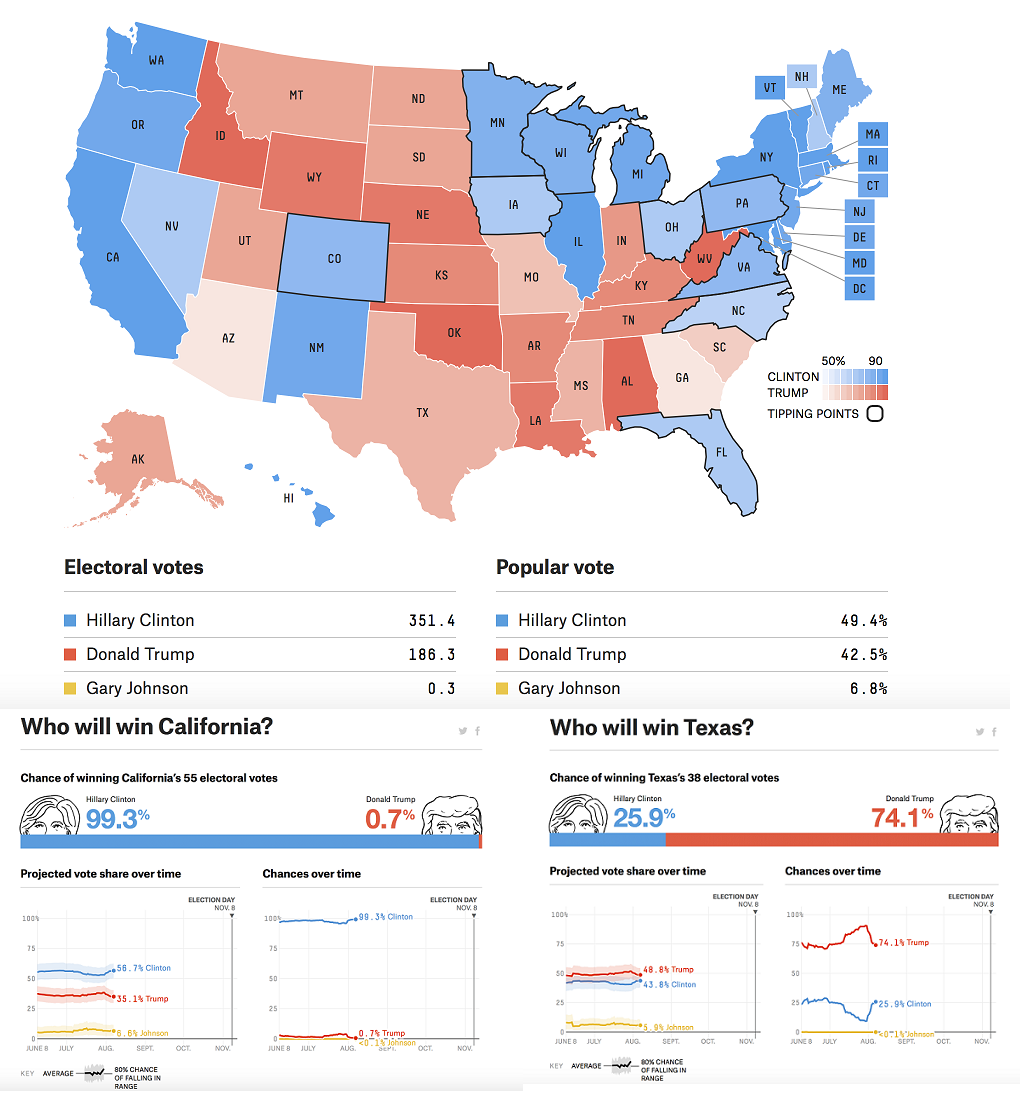 WA
NH
VT
ME
MT
ND
OR
MN
ID
MA
WI
SD
NY
RI
MI
WY
CT
PA
IA
NE
NJ
NV
OH
DE
UT
IL
IN
CO
CA
WV
MD
VA
KS
MO
KY
DC
NC
TN
OK
AZ
NM
AR
SC
50% 90
CLINTON
MS
AL
GA
TRUMP
TX
TIPPING POINTS
LA
FL
AK
HI
Electoral votes
Hillary Clinton 351.4
Donald Trump 186.3
Gary Johnson 0.3
Popular vote
Hillary Clinton 49.4%
Donald Trump 42.5%
Gary Johnson 6.8%
Who will win California?
Chance of winning California's 55 electoral votes
Hillary Clinton
99.3%
Donald Trump
0.7%
Projected vote share over time
ELECTION DAY
NOV. 8
100%
75
50
25
0
56.7% Clinton
35.1% Trump
6.6% Johnson
JUNE 8 JULY AUG. SEPT. OCT. NOV.
Chances over time
ELECTION DAY
NOV. 8
100%
75
50
25
0
99.3% Clinton
0.7% Trump
<0.1% Johnson
JUNE 8 JULY AUG. SEPT. OCT. NOV.
KEY AVERAGE 80% CHANCE
OF FALLING IN
RANGE
Who will win Texas?
Chance of winning Texas's 38 electoral votes
Hillary Clinton
25.9%
Donald Trump
74.1%
Projected vote share over time
ELECTION DAY
NOV. 8
100%
75
50
25
0
48.8% Trump
43.8% Clinton
5.9% Johnson
JUNE 8 JULY AUG. SEPT. OCT. NOV.
Chances over time
ELECTION DAY
NOV. 8
100%
75
50
25
0
74.1% Trump
25.9% Clinton
<0.1% Johnson
JUNE 8 JULY AUG. SEPT. OCT. NOV.
KEY AVERAGE 80% CHANCE
OF FALLING IN
RANGE